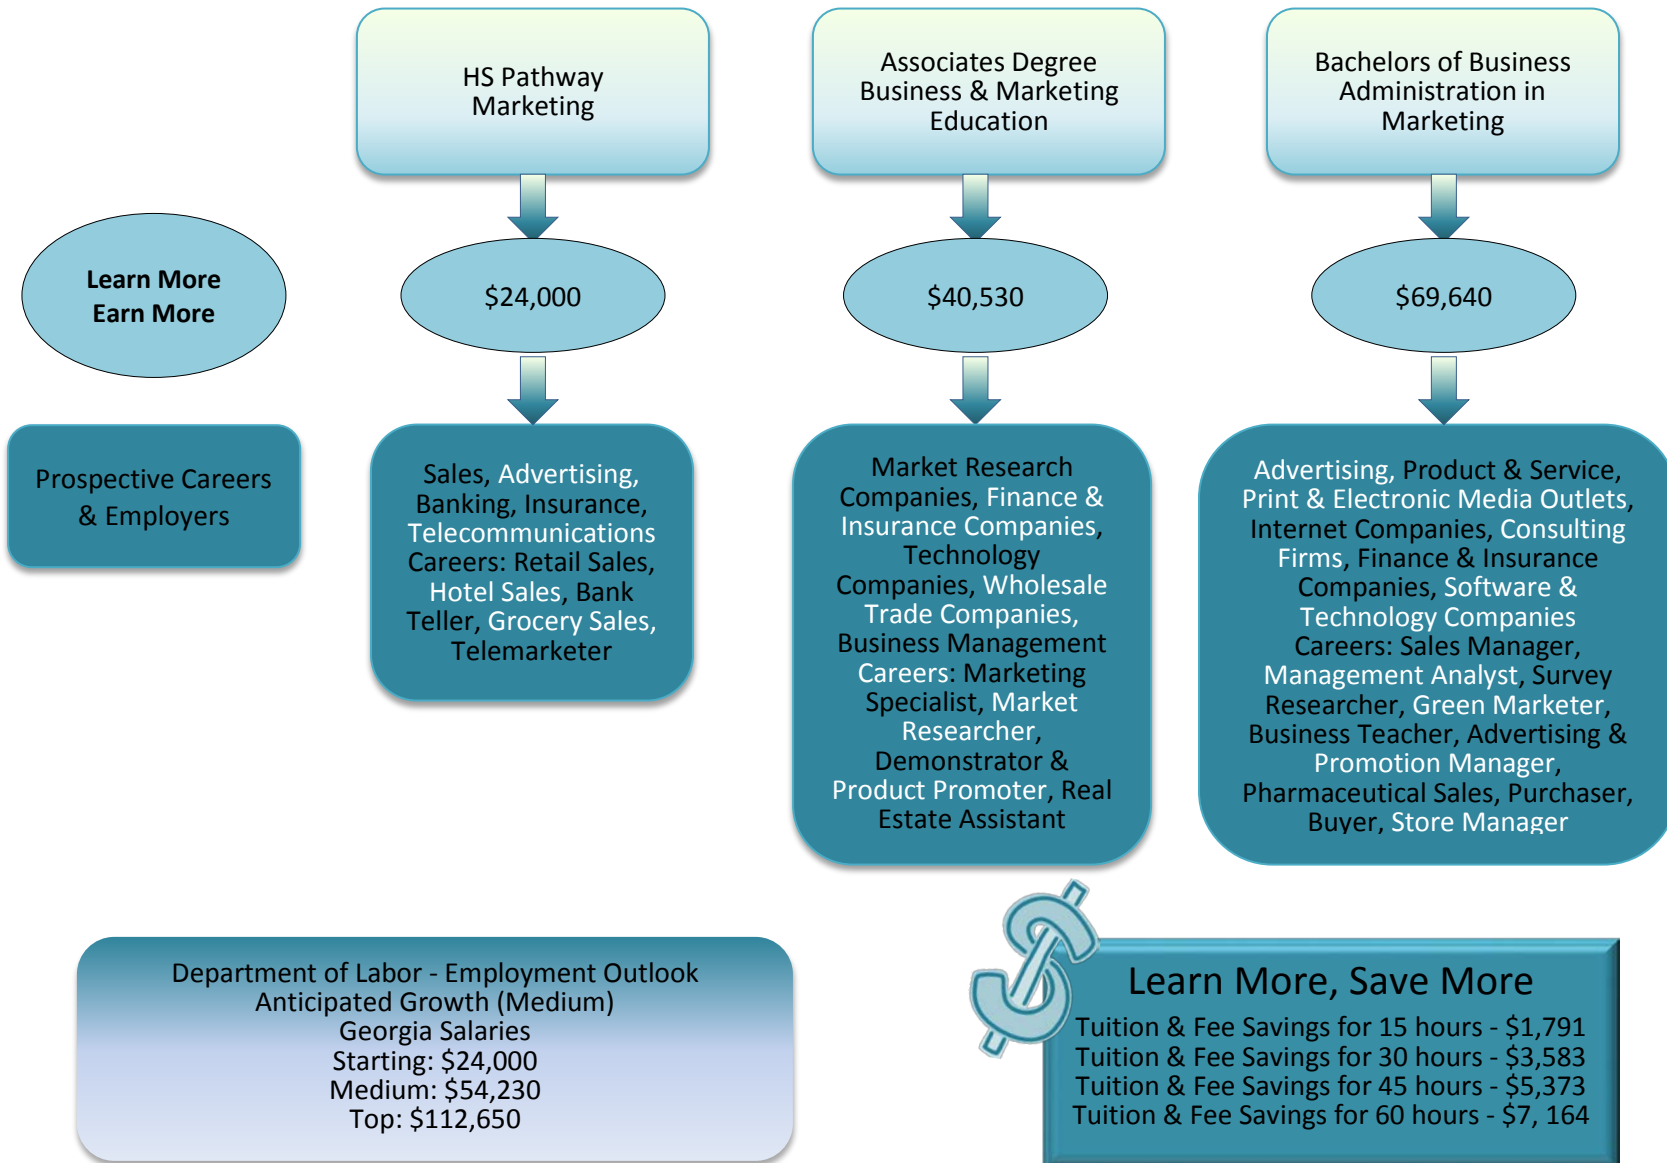 HS Pathway
Marketing
Associates Degree
Business & Marketing
Education
Bachelors of Business
Administration in
Marketing
Learn More
Earn More
$24,000
$40,530
$69,640
Prospective Careers
& Employers
Sales, Advertising,
Banking, Insurance,
Telecommunications
Careers: Retail Sales,
Hotel Sales, Bank
Teller, Grocery Sales,
Telemarketer
Market Research
Companies, Finance &
Insurance Companies,
Technology
Companies, Wholesale
Trade Companies,
Business Management
Careers: Marketing
Specialist, Market
Researcher,
Demonstrator &
Product Promoter, Real
Estate Assistant
Advertising, Product & Service,
Print & Electronic Media Outlets,
Internet Companies, Consulting
Firms, Finance & Insurance
Companies, Software &
Technology Companies
Careers: Sales Manager,
Management Analyst, Survey
Researcher, Green Marketer,
Business Teacher, Advertising &
Promotion Manager,
Pharmaceutical Sales, Purchaser,
Buyer, Store Manager
Department of Labor - Employment Outlook
Anticipated Growth (Medium)
Georgia Salaries
Starting: $24,000
Medium: $54,230
Top: $112,650
$
Learn More, Save More
Tuition & Fee Savings for 15 hours - $1,791
Tuition & Fee Savings for 30 hours - $3,583
Tuition & Fee Savings for 45 hours - $5,373
Tuition & Fee Savings for 60 hours - $7, 164